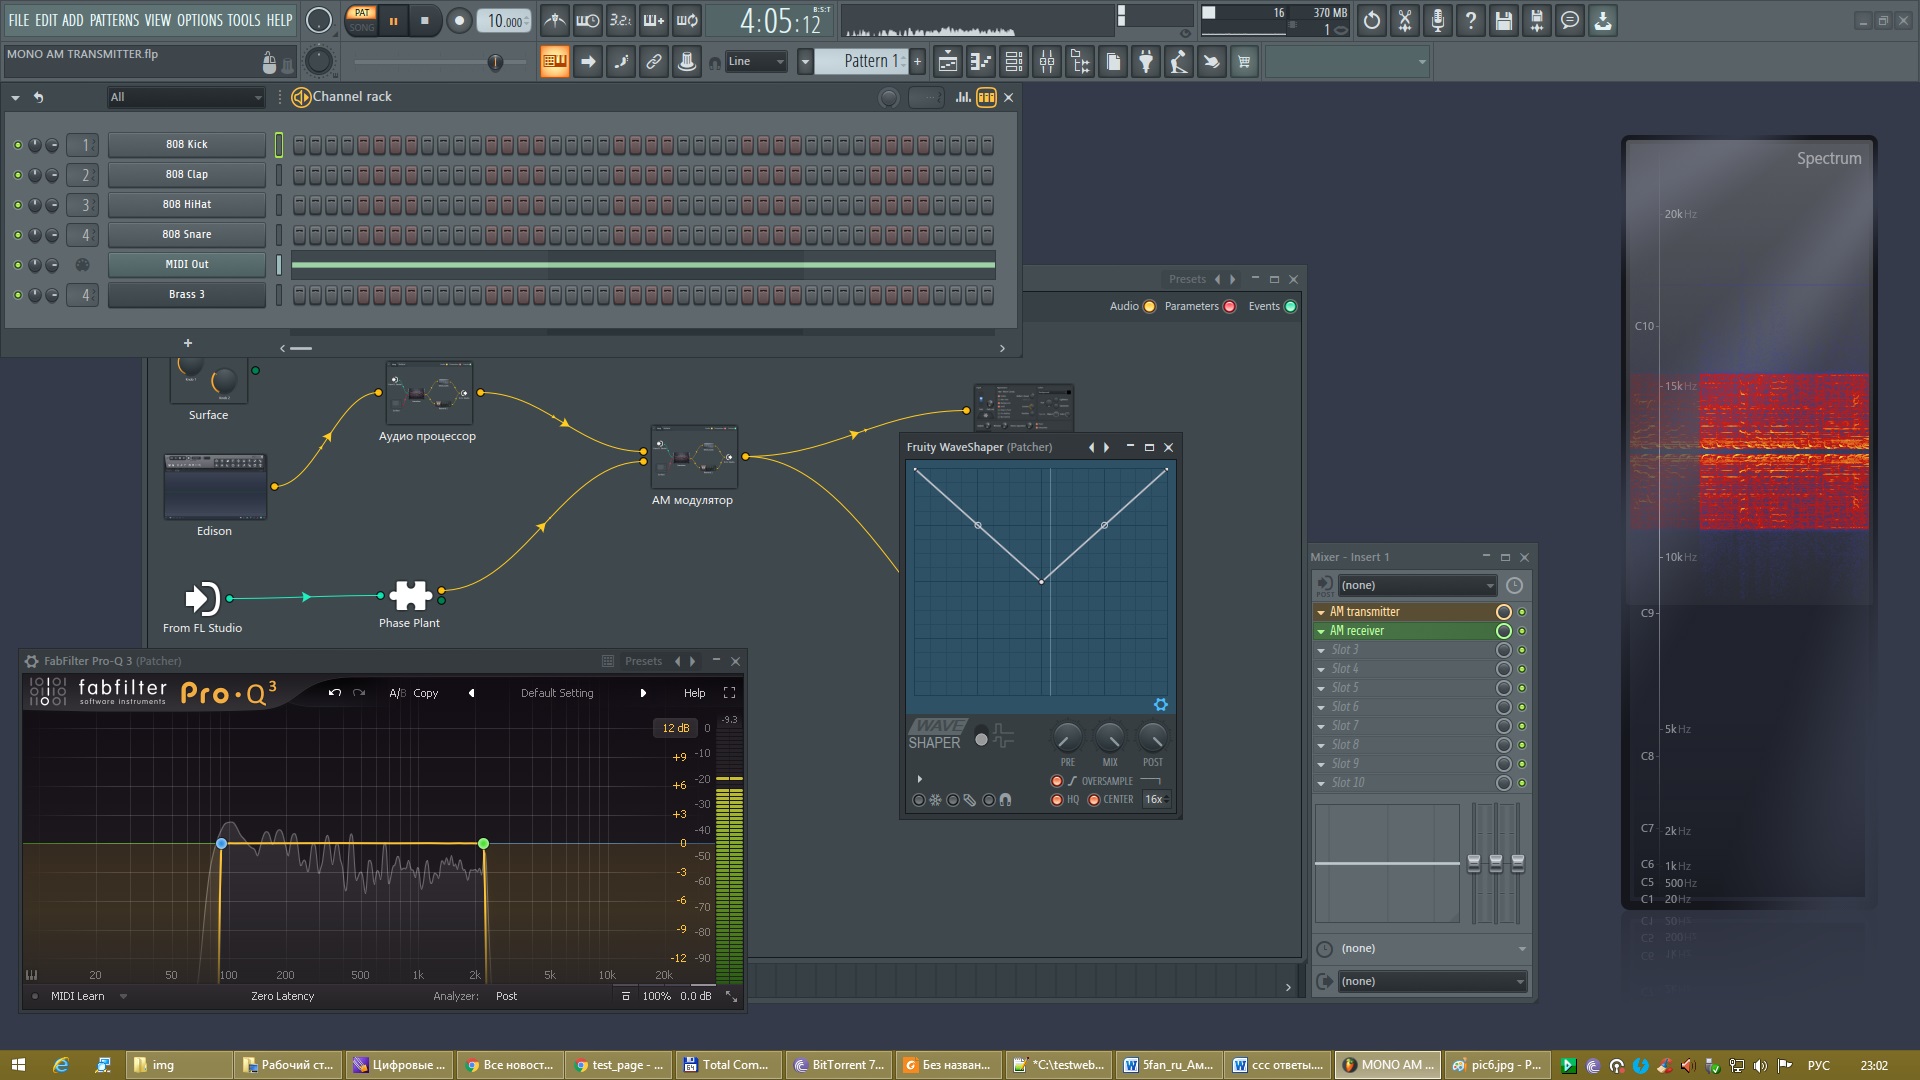 FILE EDIT ADD PATTERNS VIEW OPTIONS TOOLS HELP
PAT
SONG
10.000
3.2.
4:05:12
B:S:T
16
370 MB
1
MONO AM TRANSMITTER.flp
Line
Pattern 1
+
All
Channel rack
1 808 Kick
2 808 Clap
3 808 HiHat
4 808 Snare
MIDI Out
4 Brass 3
+
Presets
Audio Parameters Events
Surface
Аудио процессор
AM модулятор
Edison
From FL Studio
Phase Plant
Fruity WaveShaper (Patcher)
WAVE
SHAPER
PRE MIX POST
OVERSAMPLE
HQ CENTER 16x
Spectrum
20kHz
C10
15kHz
10kHz
C9
5kHz
C8
C7
2kHz
C6
1kHz
C5
500Hz
C1
20Hz
Mixer - Insert 1
POST
(none)
AM transmitter
AM receiver
Slot 3
Slot 4
Slot 5
Slot 6
Slot 7
Slot 8
Slot 9
Slot 10
(none)
(none)
FabFilter Pro-Q 3 (Patcher)
Presets
fabfilter
software instruments
Pro·Q3
A/B Copy
Default Setting
Help
12 dB
-9.3
0
+9 -10
-20
+6
-30
+3
-40
0
-50
-3
-60
-6
-70
-9
-80
-12 -90
20 50 100 200 500 1k 2k 5k 10k 20k
MIDI Learn
Zero Latency
Analyzer: Post
100% 0.0 dB
img
Рабочий ст...
Цифровые ...
Все новост...
test_page - ...
Total Com...
BitTorrent 7...
Без назван...
*C:\testweb...
5fan_ru_Ам...
ссс ответы....
MONO AM ...
pic6.jpg - P...
РУС
23:02